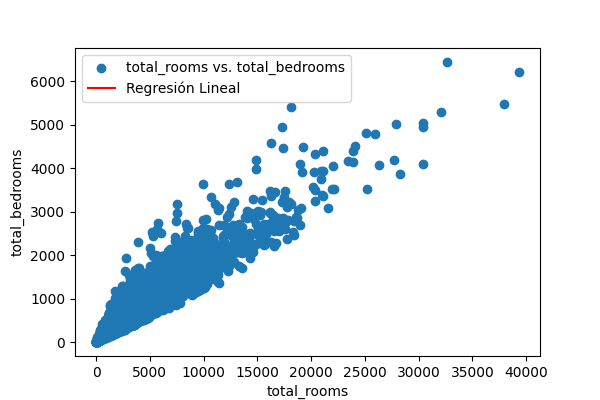 total_rooms vs. total_bedrooms
Regresión Lineal
6000
5000
4000
3000
2000
1000
0
total_bedrooms
0 5000 10000 15000 20000 25000 30000 35000 40000
total_rooms